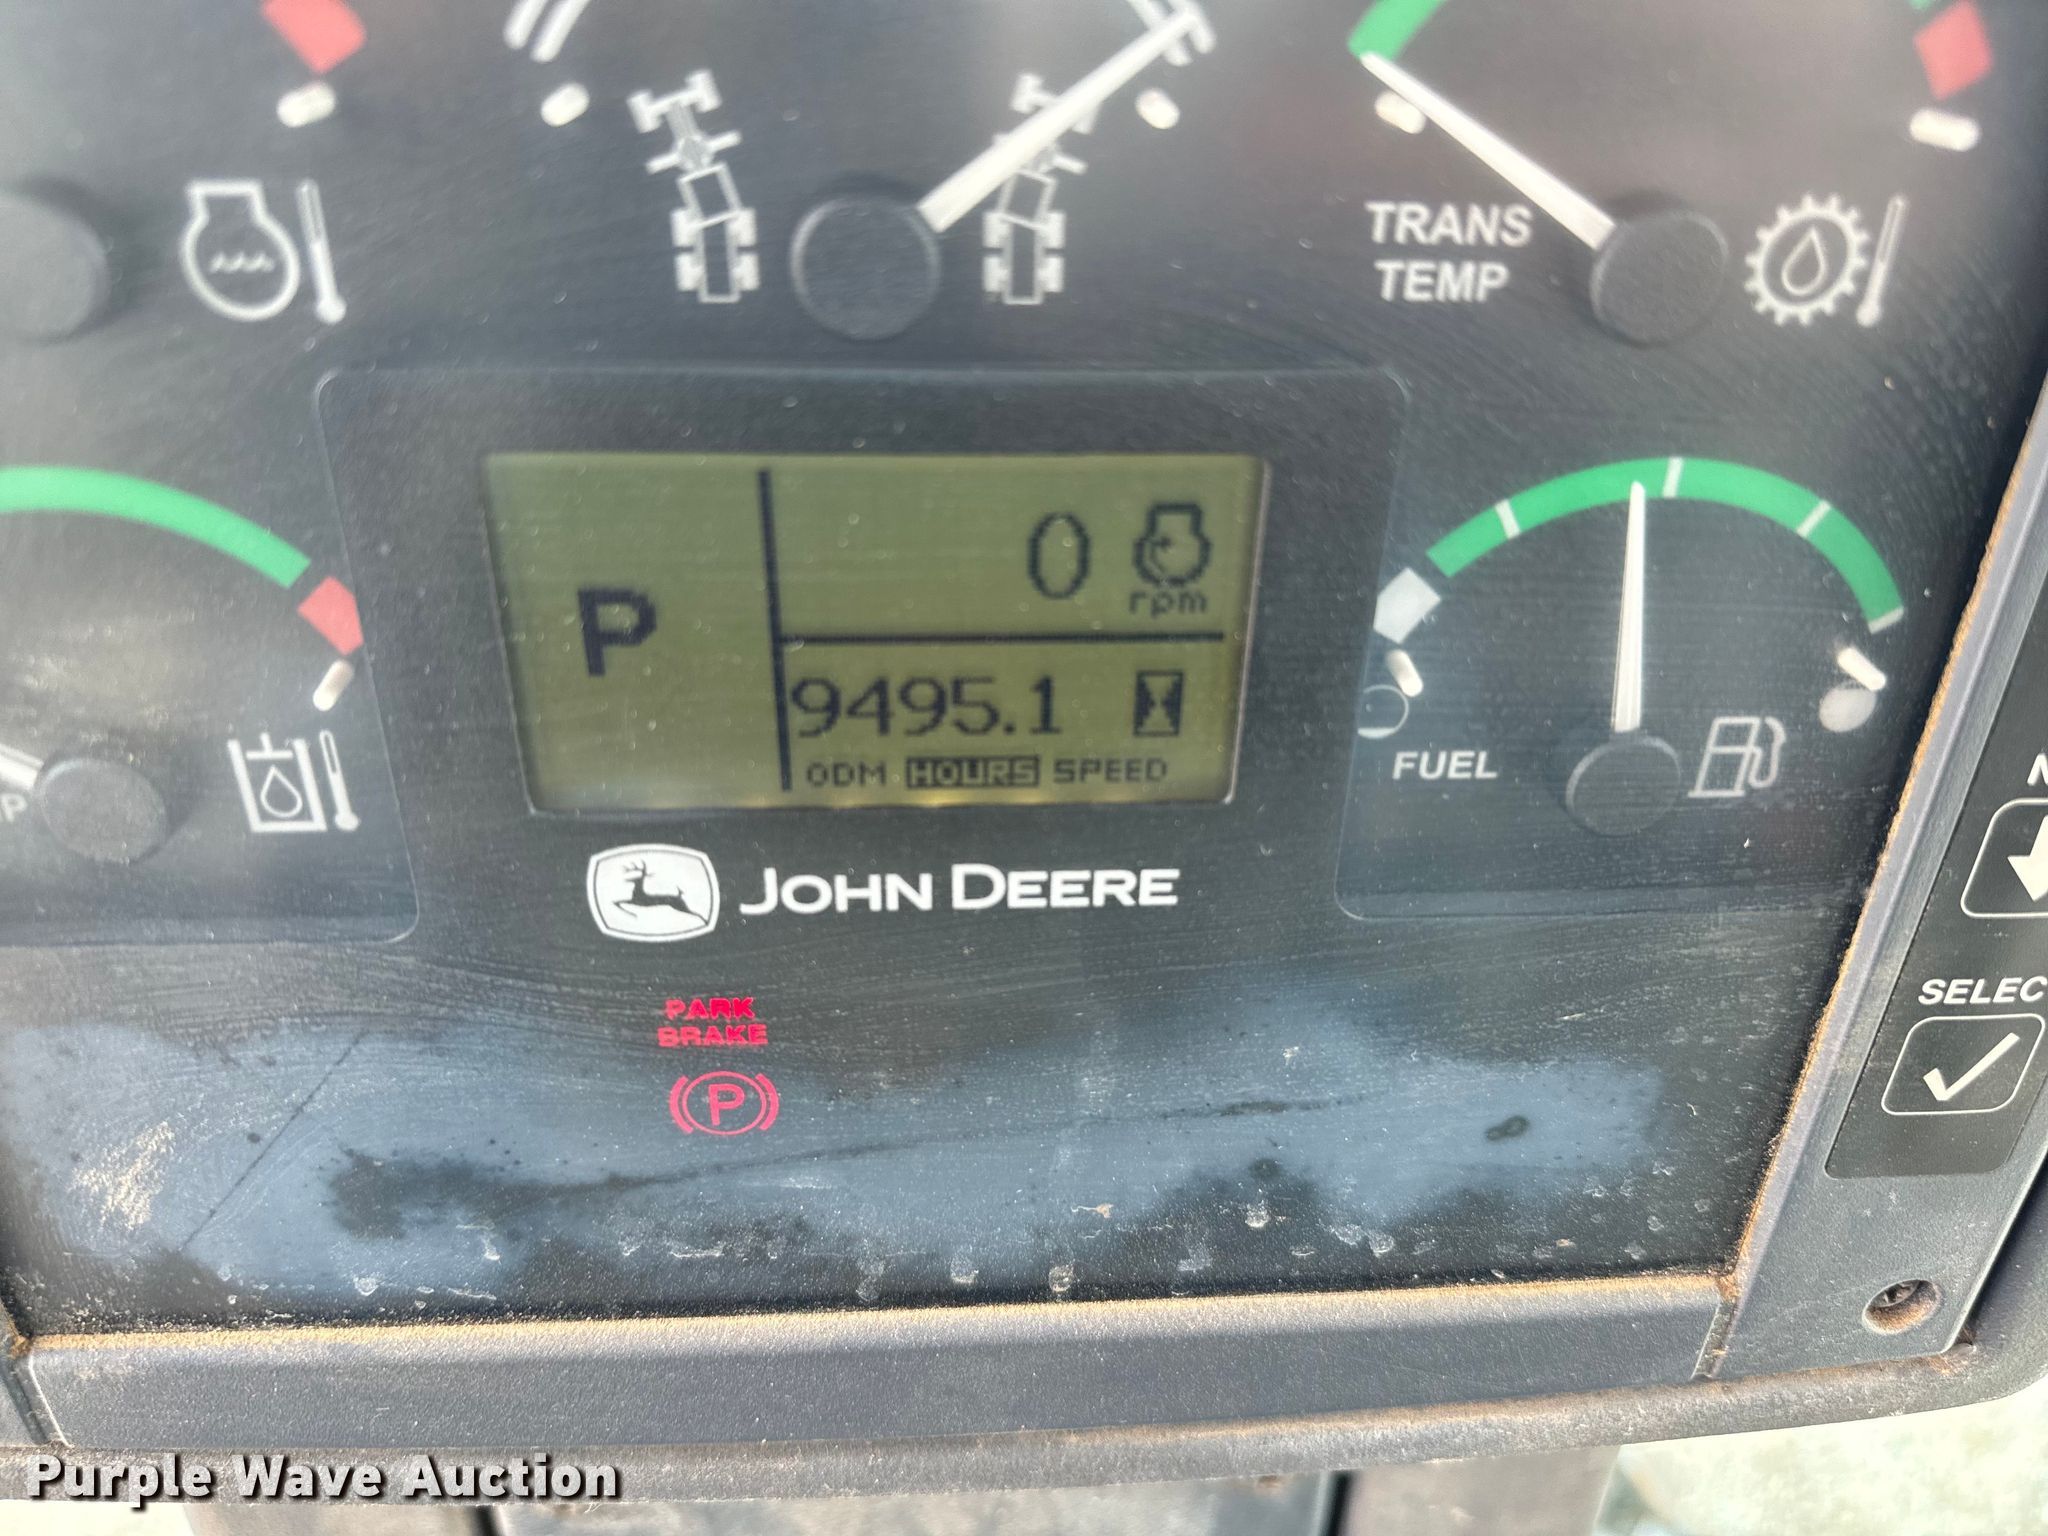 TRANS
TEMP
P
0
rpm
9495.1
ODM HOURS SPEED
FUEL
JOHN DEERE
PARK
BRAKE
P
SELEC
Purple Wave Auction